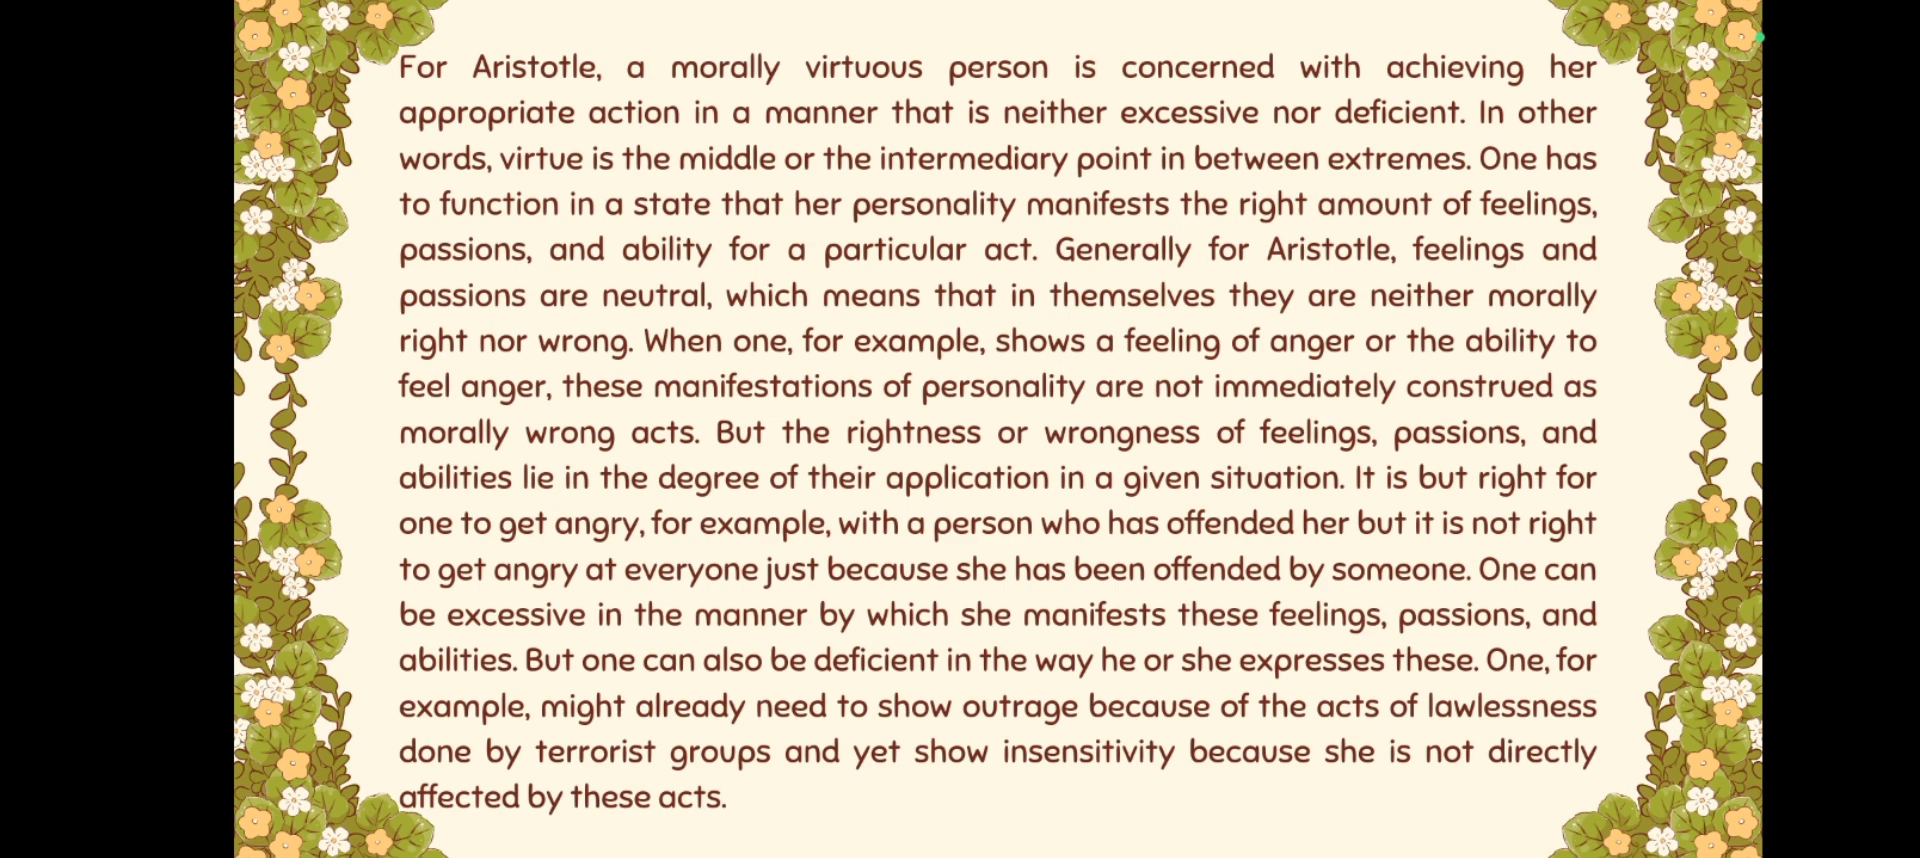 For Aristotle, a morally virtuous person is concerned with achieving her
appropriate action in a manner that is neither excessive nor deficient. In other
words, virtue is the middle or the intermediary point in between extremes. One has
to function in a state that her personality manifests the right amount of feelings,
passions, and ability for a particular act. Generally for Aristotle, feelings and
passions are neutral, which means that in themselves they are neither morally
right nor wrong. When one, for example, shows a feeling of anger or the ability to
feel anger, these manifestations of personality are not immediately construed as
morally wrong acts. But the rightness or wrongness of feelings, passions, and
abilities lie in the degree of their application in a given situation. It is but right for
one to get angry, for example, with a person who has offended her but it is not right
to get angry at everyone just because she has been offended by someone. One can
be excessive in the manner by which she manifests these feelings, passions, and
abilities. But one can also be deficient in the way he or she expresses these. One, for
example, might already need to show outrage because of the acts of lawlessness
done by terrorist groups and yet show insensitivity because she is not directly
affected by these acts.